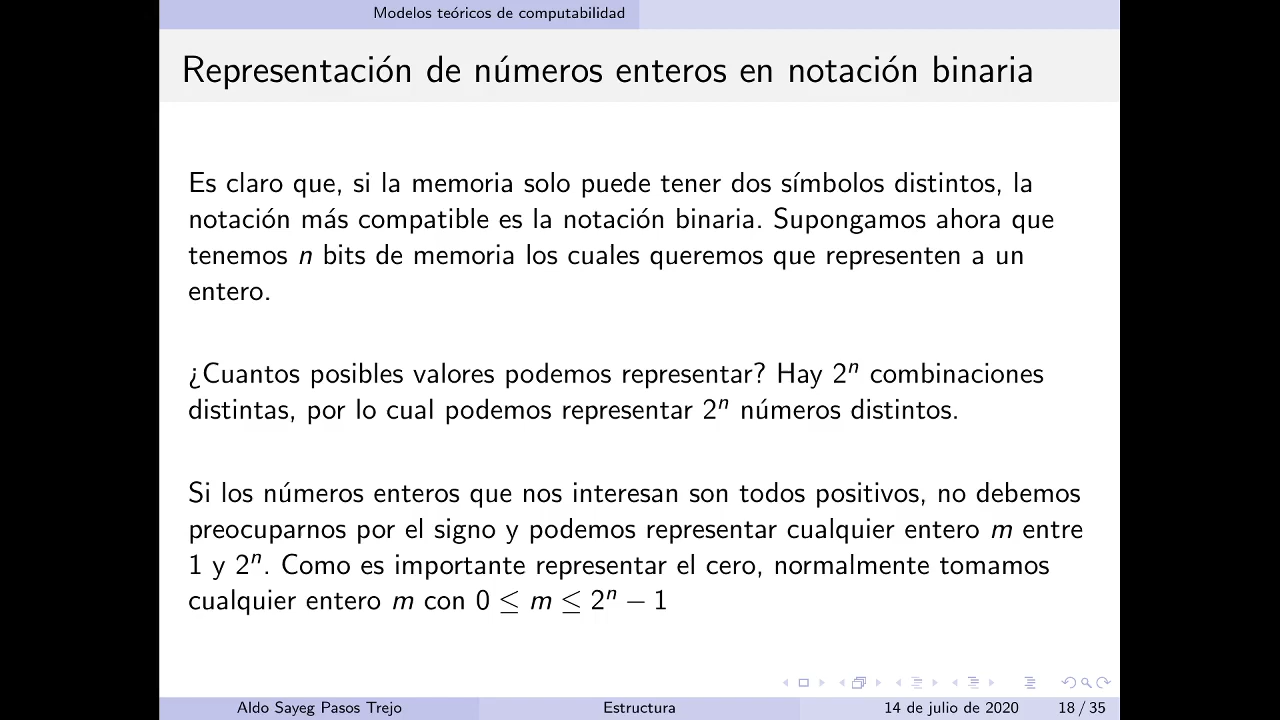 Modelos teóricos de computabilidad
Representación de números enteros en notación binaria
Es claro que, si la memoria solo puede tener dos símbolos distintos, la
notación más compatible es la notación binaria. Supongamos ahora que
tenemos n bits de memoria los cuales queremos que representen a un
entero.
¿Cuantos posibles valores podemos representar? Hay 2ⁿ combinaciones
distintas, por lo cual podemos representar 2ⁿ números distintos.
Si los números enteros que nos interesan son todos positivos, no debemos
preocuparnos por el signo y podemos representar cualquier entero m entre
1 y 2ⁿ. Como es importante representar el cero, normalmente tomamos
cualquier entero m con 0 ≤ m ≤ 2ⁿ − 1
Aldo Sayeg Pasos Trejo Estructura 14 de julio de 2020 18 / 35